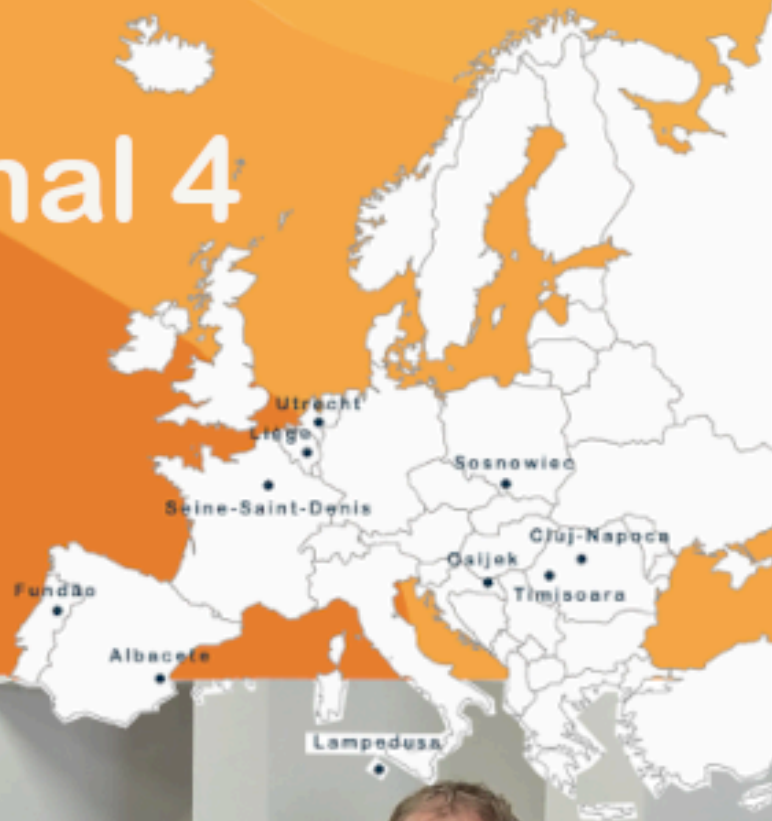 nal 4
Utrecht
Liège
Sosnowiec
Seine-Saint-Denis
Cluj-Napoca
Osijek
Timisoara
Fundão
Albacete
Lampedusa